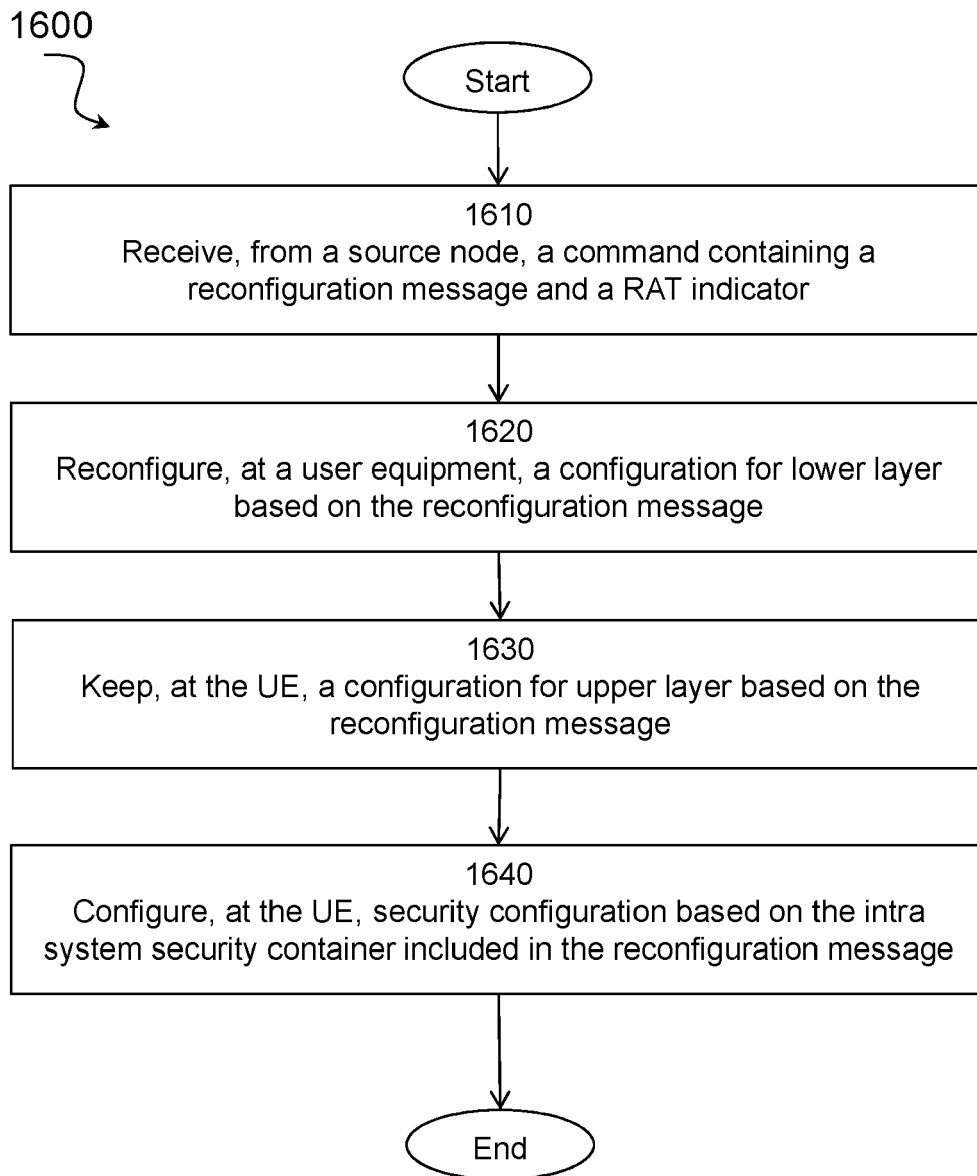 1600
Start
1610
Receive, from a source node, a command containing a
reconfiguration message and a RAT indicator
1620
Reconfigure, at a user equipment, a configuration for lower layer
based on the reconfiguration message
1630
Keep, at the UE, a configuration for upper layer based on the
reconfiguration message
1640
Configure, at the UE, security configuration based on the intra
system security container included in the reconfiguration message
End